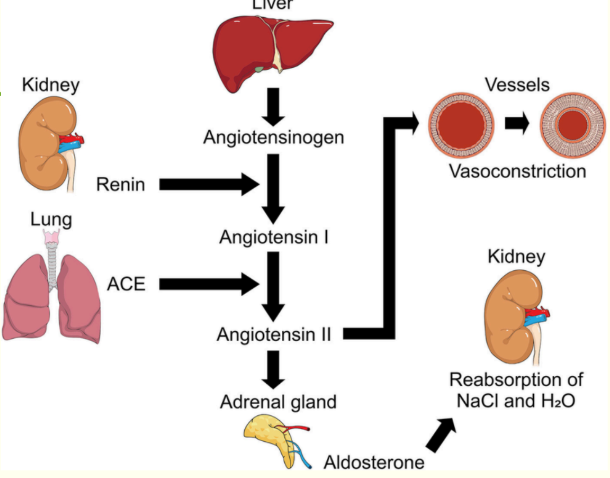 Liver
Kidney
Vessels
Angiotensinogen
Vasoconstriction
Renin
Lung
Angiotensin I
Kidney
ACE
Angiotensin II
Reabsorption of
NaCl and H₂O
Adrenal gland
Aldosterone